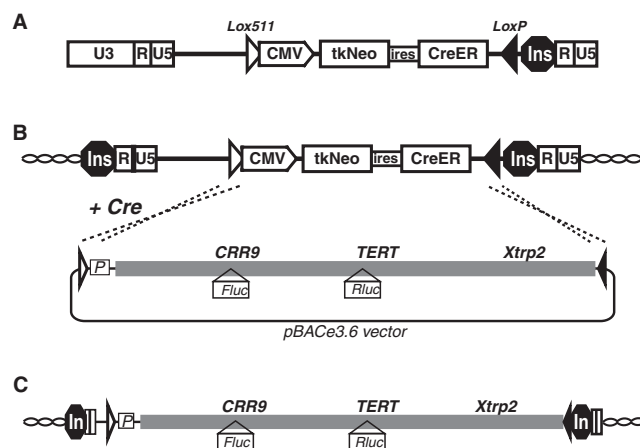 A
Lox511
LoxP
U3 R U5 CMV tkNeo ires CreER Ins R U5
B
Ins R U5 CMV tkNeo ires CreER Ins R U5
+ Cre
CRR9 TERT Xtrp2
P
Fluc Rluc
pBACe3.6 vector
C
CRR9 TERT Xtrp2
In P In
Fluc Rluc